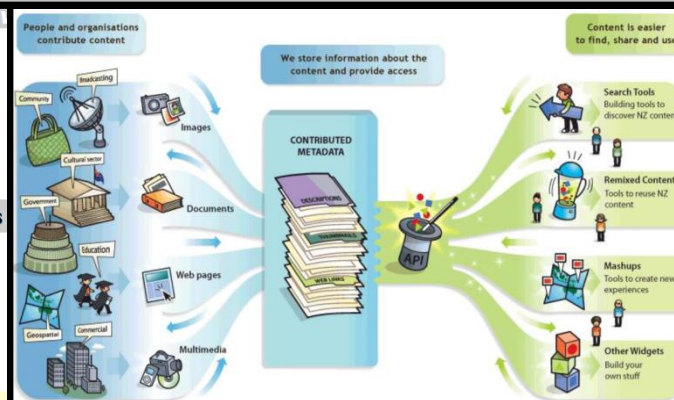 People and organisations
contribute content
We store information about the
content and provide access
Content is easier
to find, share and use
Community
Broadcasting
Images
Cultural sector
Government
Documents
Education
Web pages
Geospatial
Commercial
Multimedia
CONTRIBUTED
METADATA
DESCRIPTIONS
THUMBNAILS
WEB LINKS
API
Search Tools
Building tools to
discover NZ content
Remixed Content
Tools to reuse NZ
content
Mashups
Tools to create new
experiences
Other Widgets
Build your
own stuff